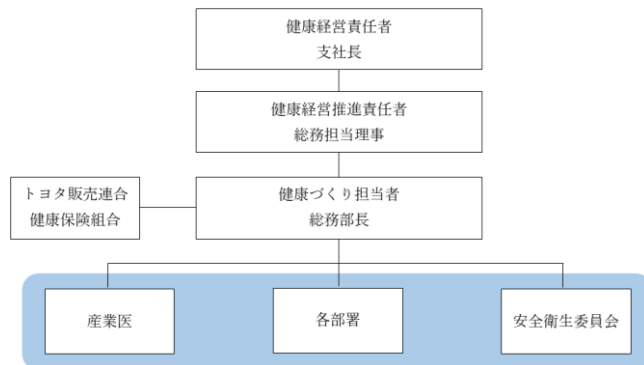 健康経営責任者
支社長
健康経営推進責任者
総務担当理事
トヨタ販売連合
健康保険組合
健康づくり担当者
総務部長
産業医
各部署
安全衛生委員会